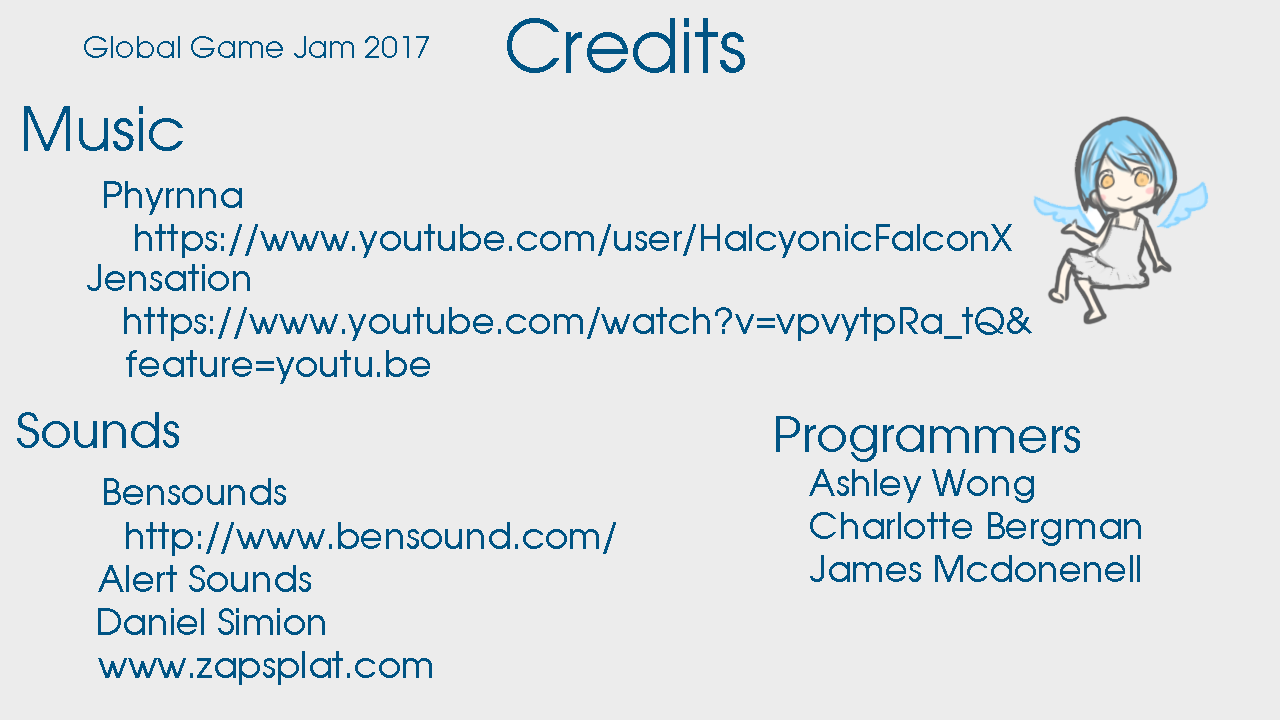 Global Game Jam 2017
Credits
Music
Phyrnna
https://www.youtube.com/user/HalcyonicFalconX
Jensation
https://www.youtube.com/watch?v=vpvytpRa_tQ&
feature=youtu.be
Sounds
Bensounds
http://www.bensound.com/
Alert Sounds
Daniel Simion
www.zapsplat.com
Programmers
Ashley Wong
Charlotte Bergman
James Mcdonenell